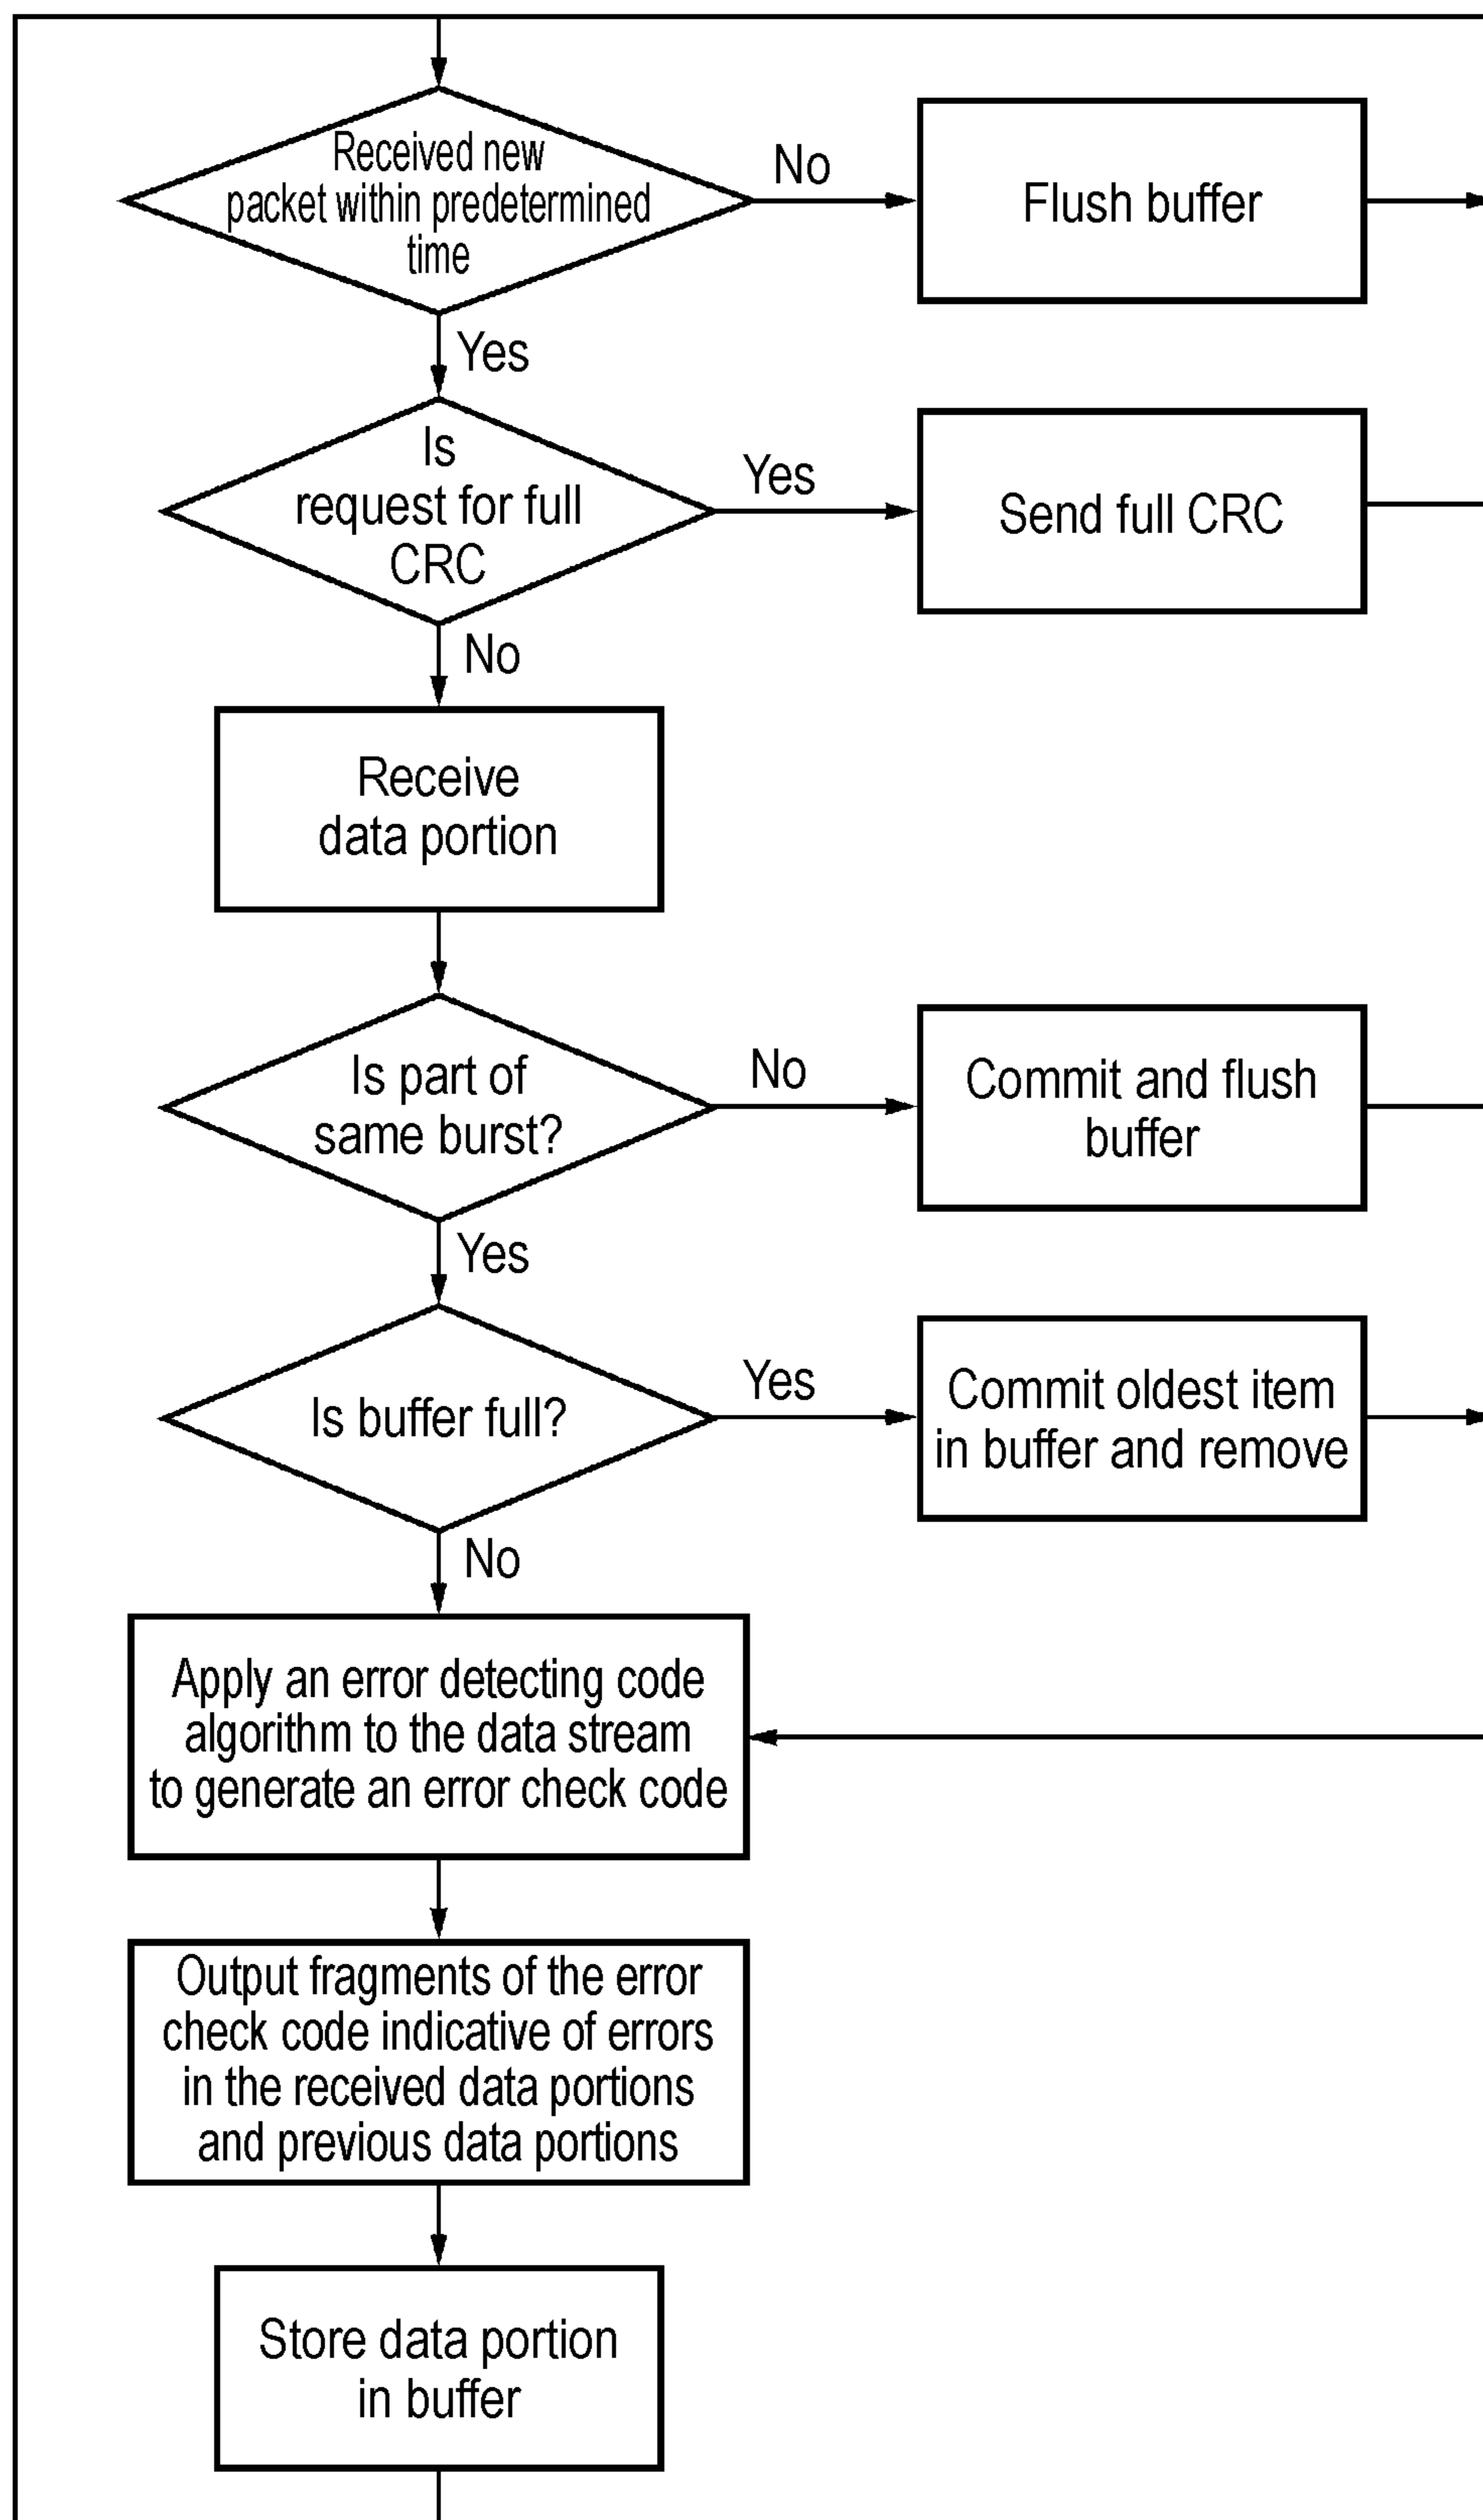 Received new
packet within predetermined
time
No
Flush buffer
Yes
Is
request for full
CRC
Yes
Send full CRC
No
Receive
data portion
Is part of
same burst?
No
Commit and flush
buffer
Yes
Is buffer full?
Yes
Commit oldest item
in buffer and remove
No
Apply an error detecting code
algorithm to the data stream
to generate an error check code
Output fragments of the error
check code indicative of errors
in the received data portions
and previous data portions
Store data portion
in buffer